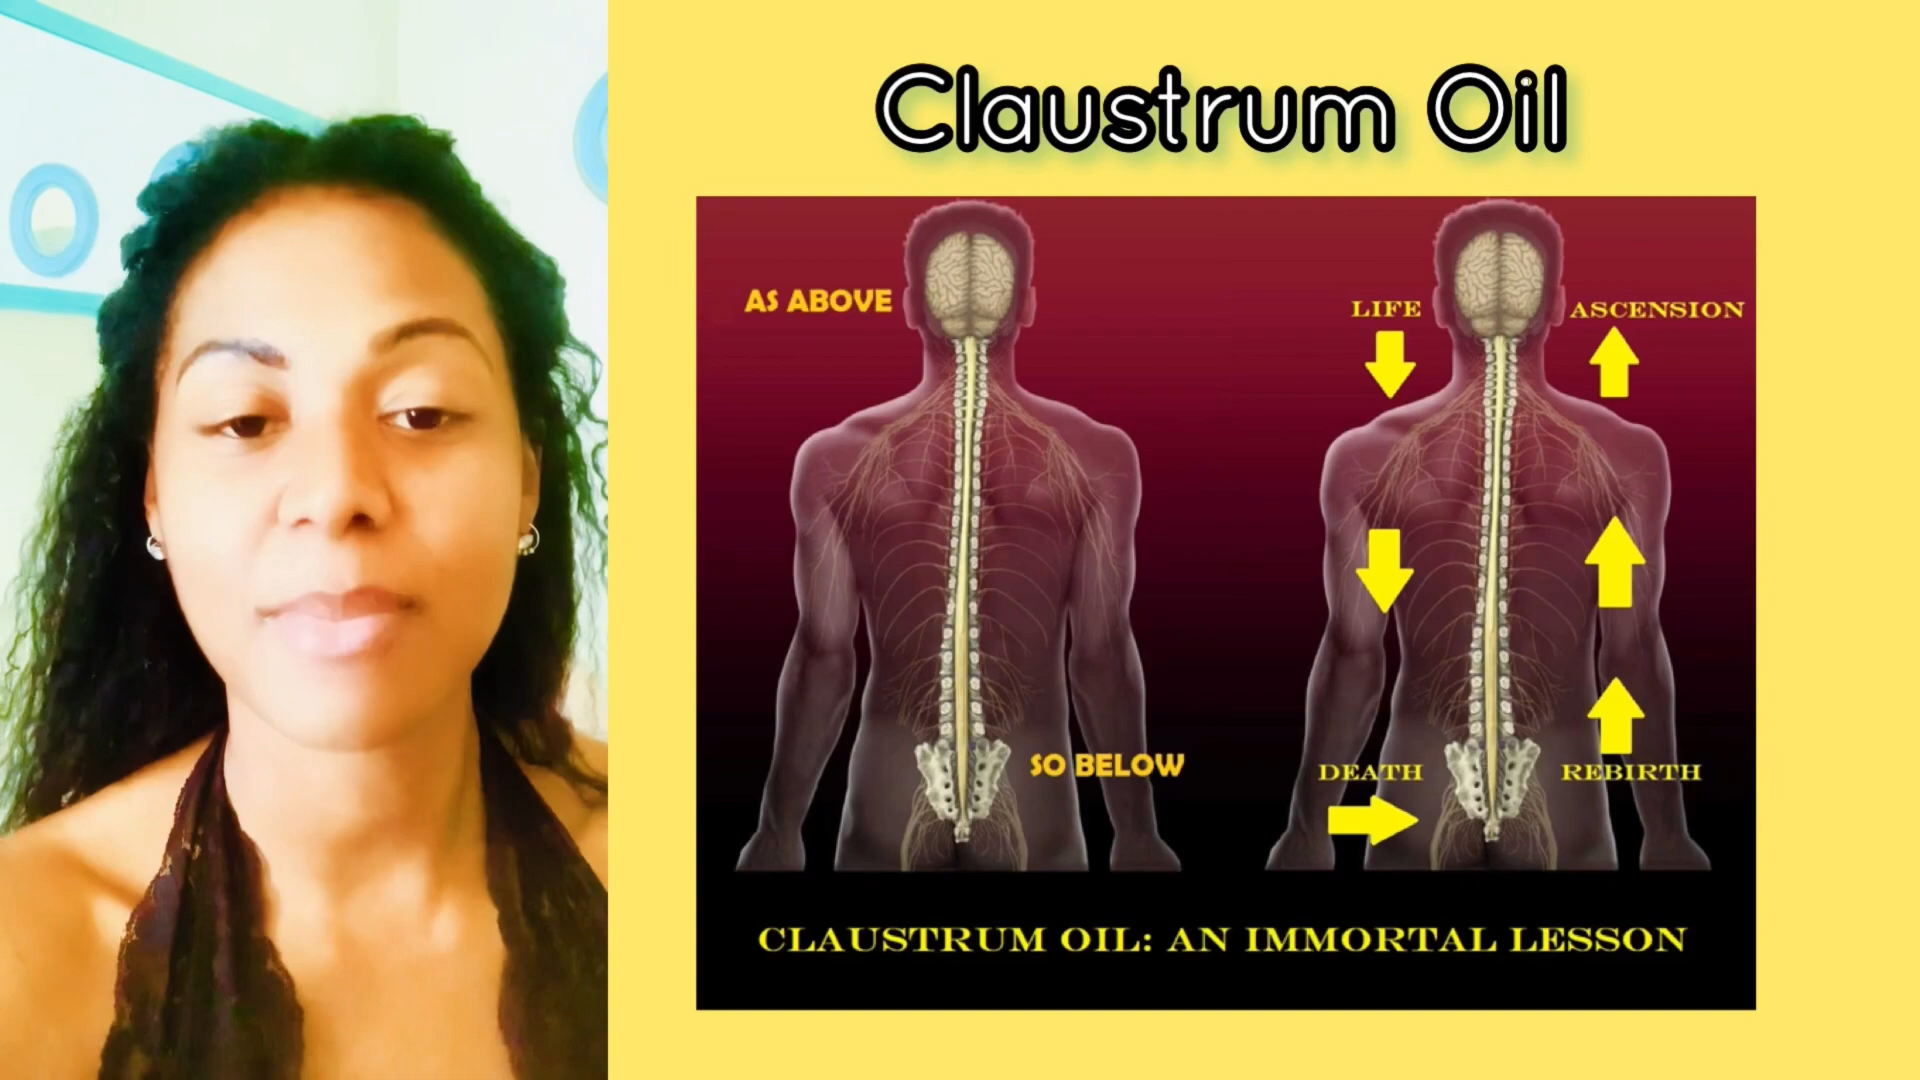 Claustrum Oil
AS ABOVE
LIFE
ASCENSION
SO BELOW
DEATH
REBIRTH
CLAUSTRUM OIL: AN IMMORTAL LESSON